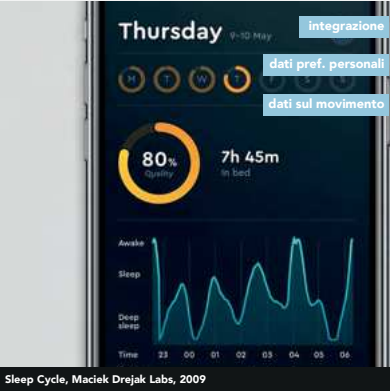 integrazione
Thursday 9-10 May
dati pref. personali
M T W T F S S
dati sul movimento
80%
Quality
7h 45m
In bed
Awake
Sleep
Deep
sleep
Time 23 00 01 02 03 04 05 06
Sleep Cycle, Maciek Drejak Labs, 2009